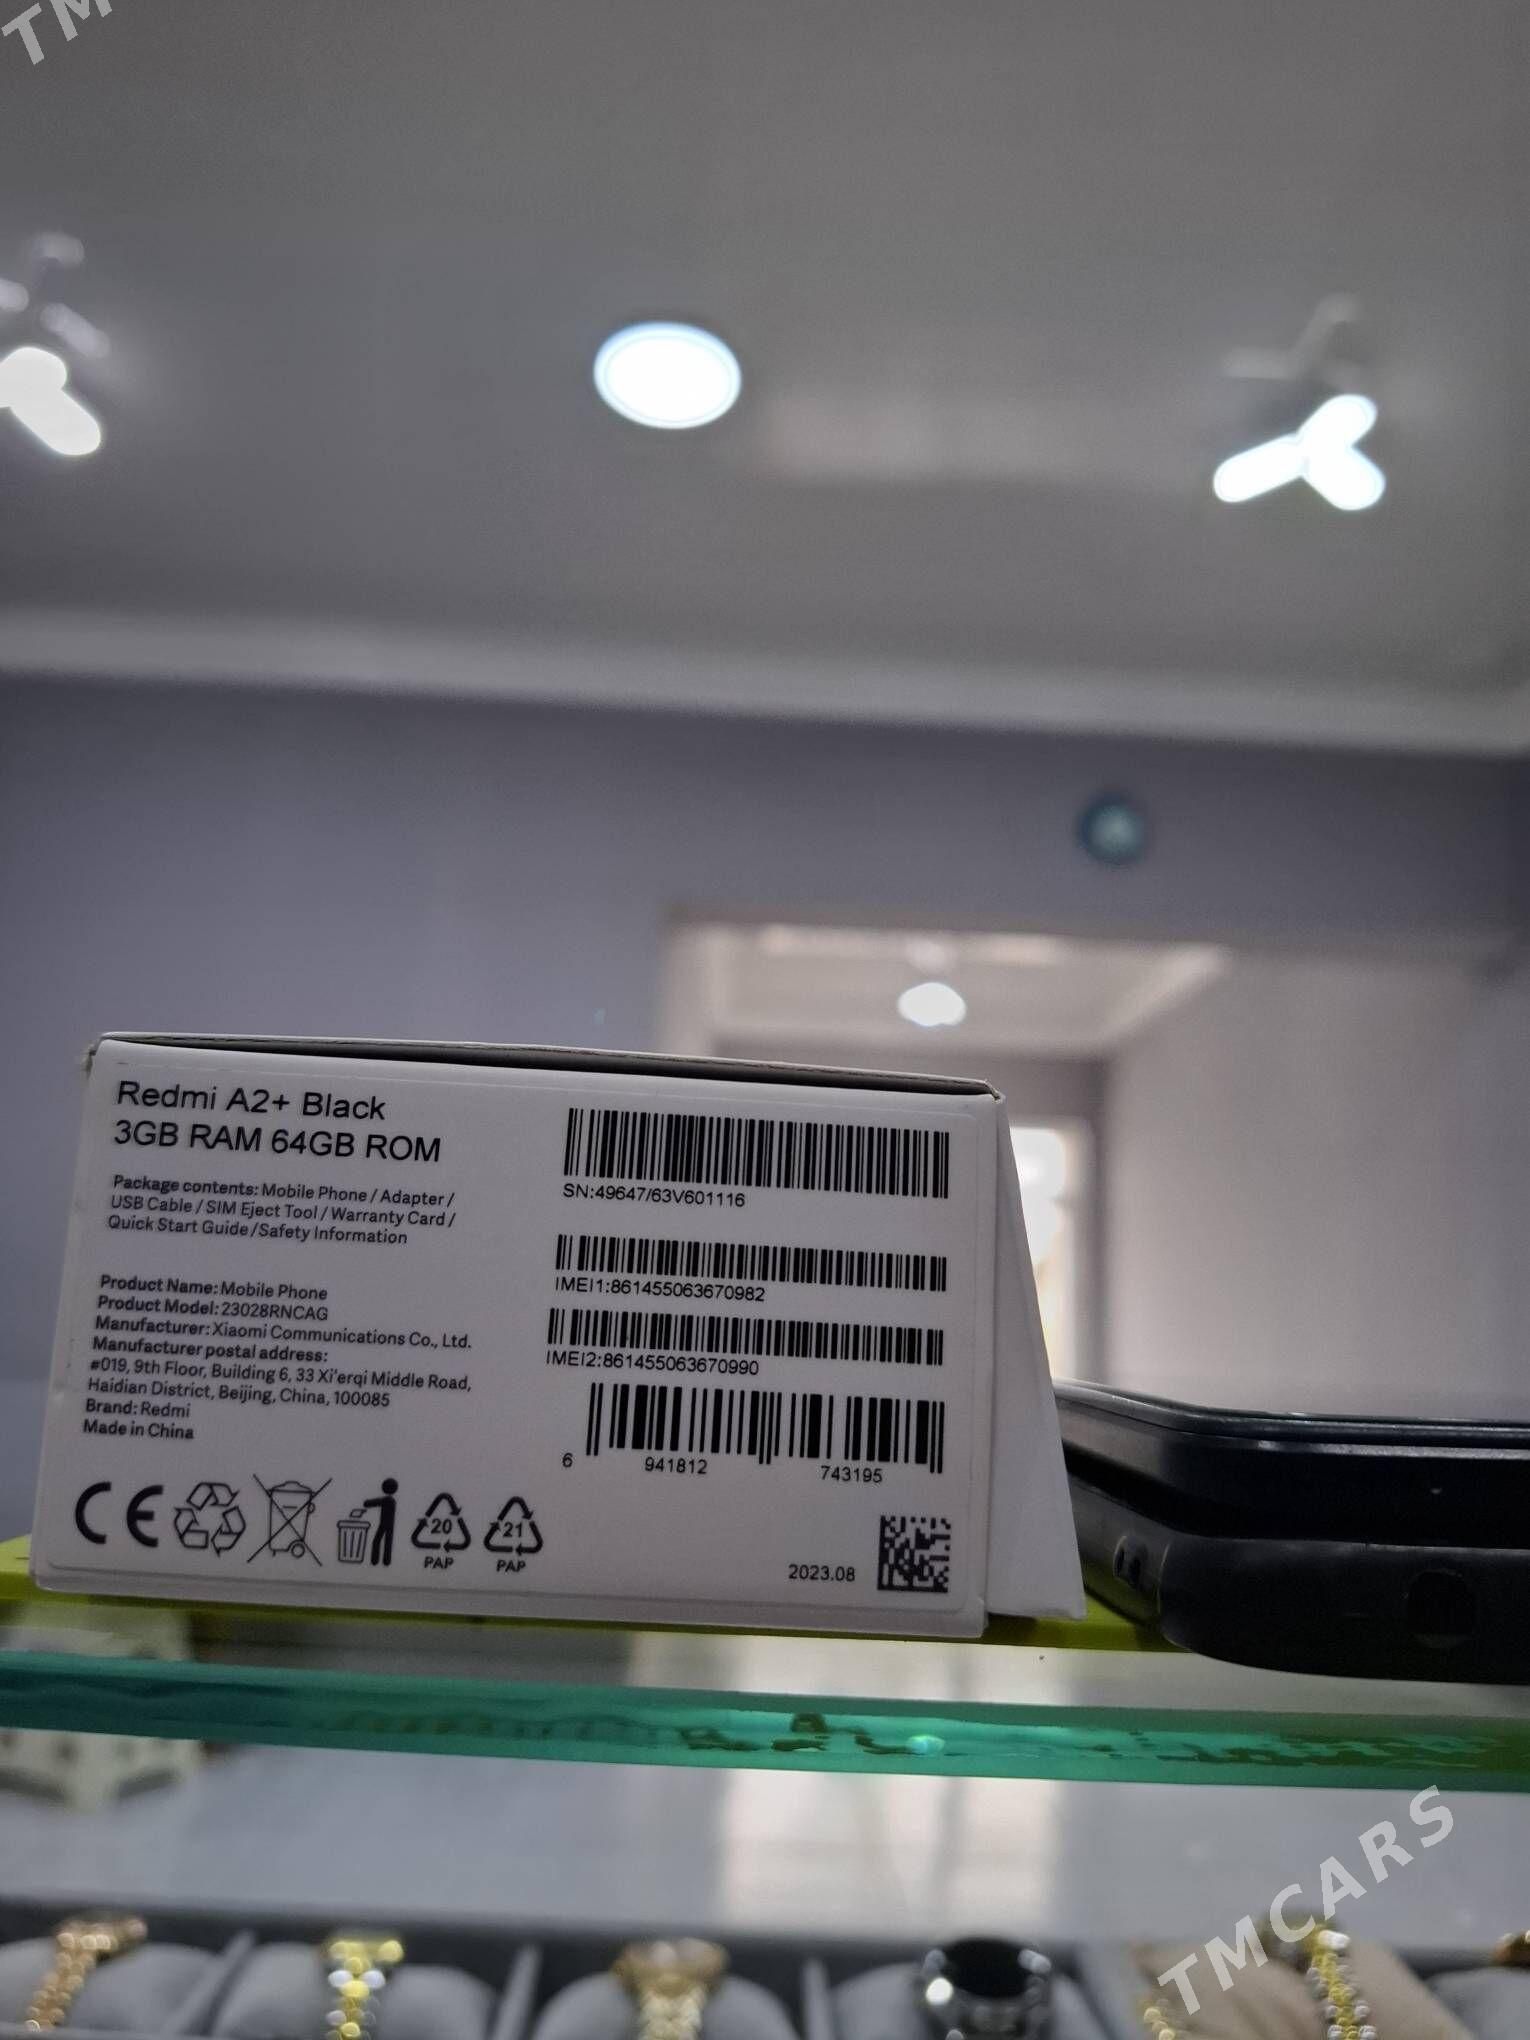 TM
Redmi A2+ Black
3GB RAM 64GB ROM
Package contents: Mobile Phone / Adapter /
USB Cable / SIM Eject Tool / Warranty Card /
Quick Start Guide / Safety Information
Product Name: Mobile Phone
Product Model: 23028RNCAG
Manufacturer: Xiaomi Communications Co., Ltd.
Manufacturer postal address:
#019, 9th Floor, Building 6, 33 Xi'erqi Middle Road,
Haidian District, Beijing, China, 100085
Brand: Redmi
Made in China
SN:49647/63V601116
IMEI1:861455063670982
IMEI2:861455063670990
6 941812 743195
CE
20
PAP
21
PAP
2023.08
TMCARS